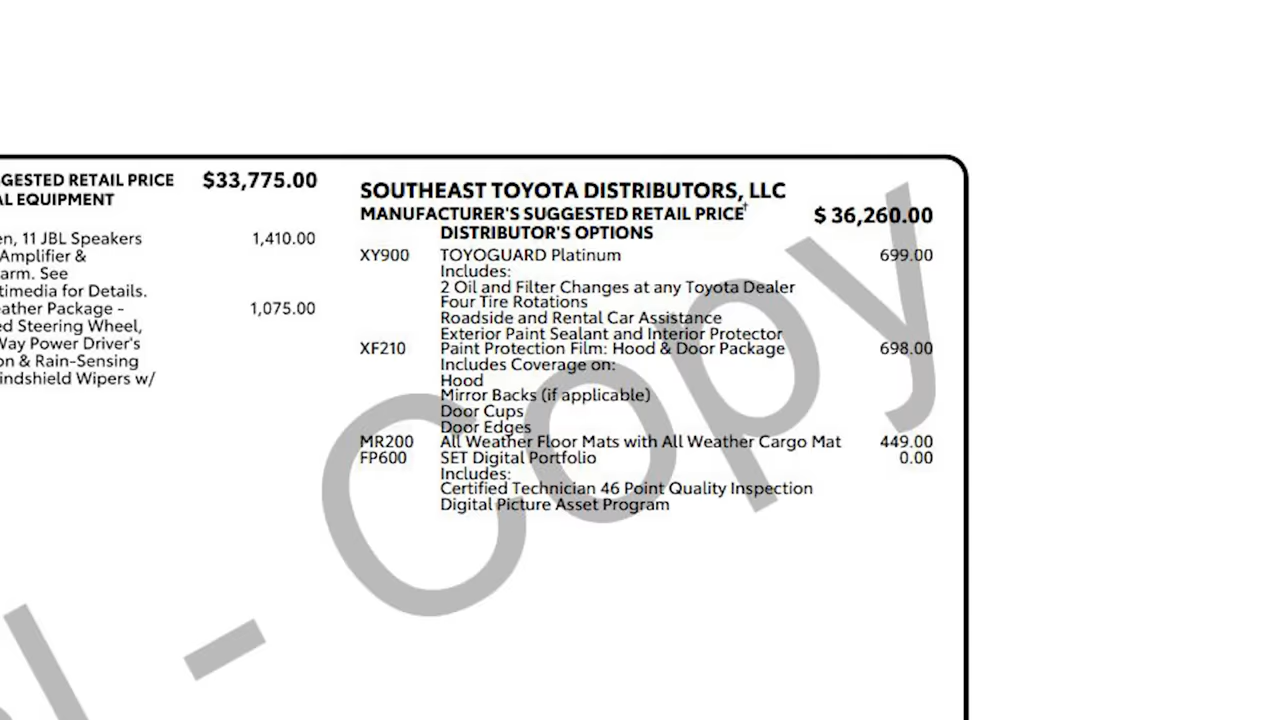 GESTED RETAIL PRICE $33,775.00
AL EQUIPMENT
en, 11 JBL Speakers 1,410.00
Amplifier &
arm. See
timedia for Details.
eather Package - 1,075.00
ed Steering Wheel,
Way Power Driver's
on & Rain-Sensing
indshield Wipers w/
SOUTHEAST TOYOTA DISTRIBUTORS, LLC
MANUFACTURER'S SUGGESTED RETAIL PRICE† $ 36,260.00
DISTRIBUTOR'S OPTIONS
XY900 TOYOGUARD Platinum 699.00
Includes:
2 Oil and Filter Changes at any Toyota Dealer
Four Tire Rotations
Roadside and Rental Car Assistance
Exterior Paint Sealant and Interior Protector
XF210 Paint Protection Film: Hood & Door Package 698.00
Includes Coverage on:
Hood
Mirror Backs (if applicable)
Door Cups
Door Edges
MR200 All Weather Floor Mats with All Weather Cargo Mat 449.00
FP600 SET Digital Portfolio 0.00
Includes:
Certified Technician 46 Point Quality Inspection
Digital Picture Asset Program
- Copy